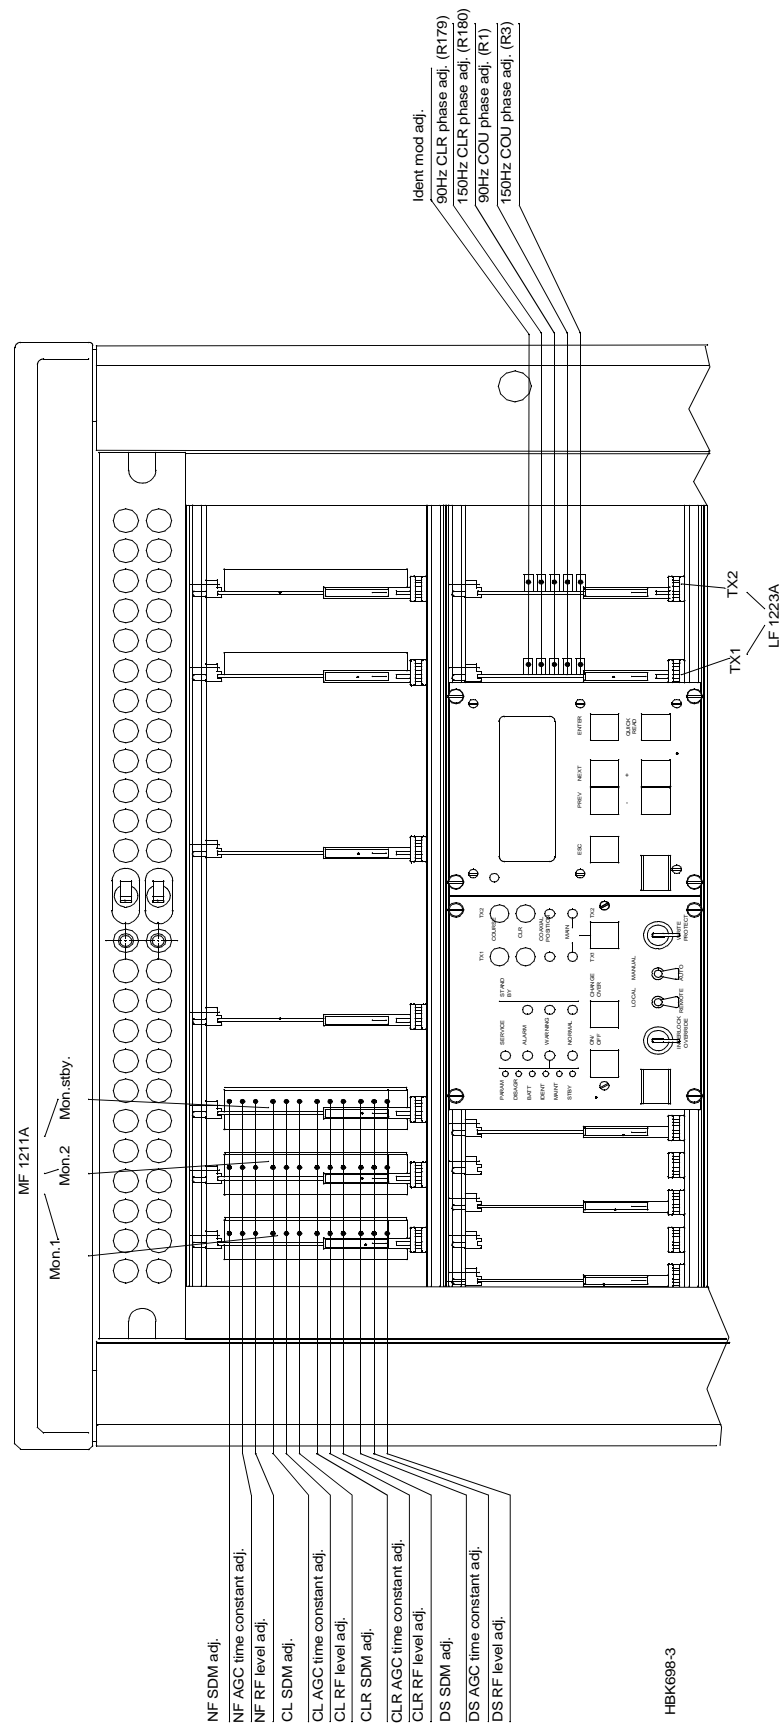 MF 1211A
Mon.1
Mon.2
Mon.stby.
NF SDM adj.
NF AGC time constant adj.
NF RF level adj.
CL SDM adj.
CL AGC time constant adj.
CL RF level adj.
CLR SDM adj.
CLR AGC time constant adj.
CLR RF level adj.
DS SDM adj.
DS AGC time constant adj.
DS RF level adj.
Ident mod adj.
90Hz CLR phase adj. (R179)
150Hz CLR phase adj. (R180)
90Hz COU phase adj. (R1)
150Hz COU phase adj. (R3)
PARAM
DISAGR
BATT
IDENT
MAINT
STBY
SERVICE
ALARM
WARNING
NORMAL
STAND
BY
TX1
TX2
COURSE
CLR
COAXIAL
POSITION
MAIN
ON/
OFF
CHANGE
OVER
TX1
TX2
INTERLOCK
OVERRIDE
LOCAL
REMOTE
MANUAL
AUTO
WRITE
PROTECT
ESC
PREV
NEXT
ENTER
-
+
QUICK
READ
TX1
TX2
LF 1223A
HBK698-3